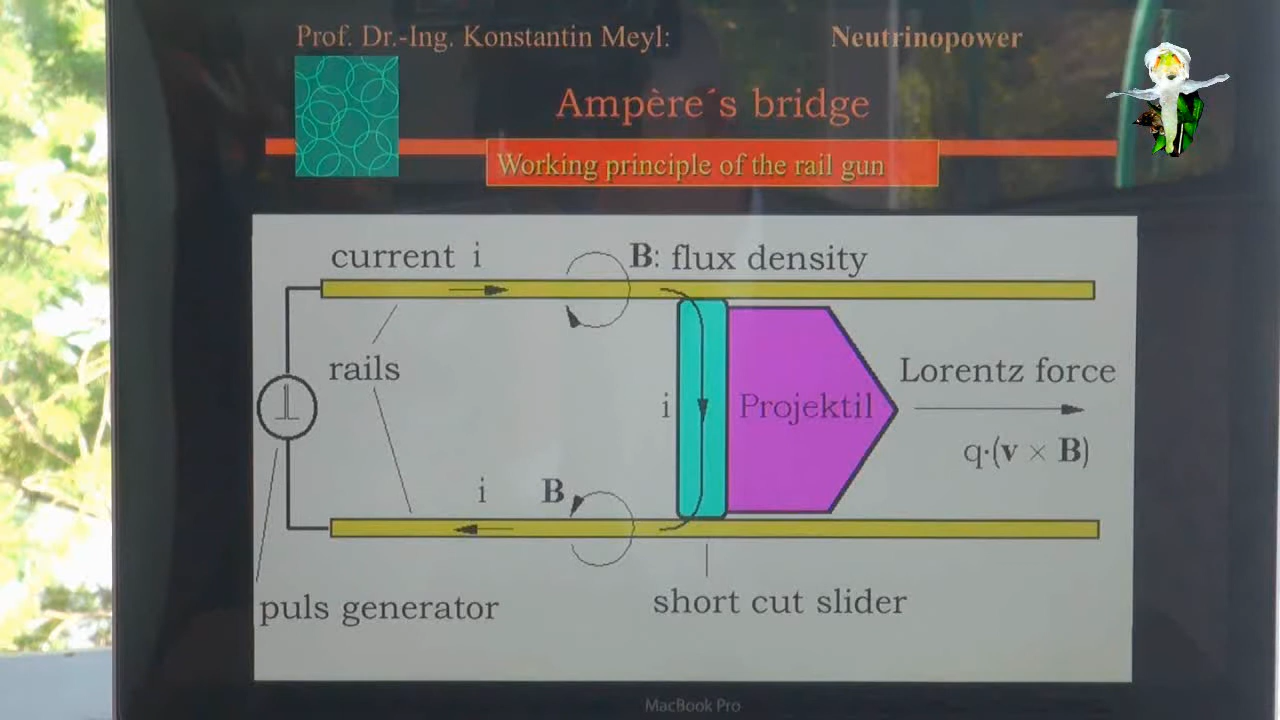 Prof. Dr.-Ing. Konstantin Meyl:
Neutrinopower
Ampère´s bridge
Working principle of the rail gun
current i
B: flux density
rails
Lorentz force
i
Projektil
q·(v × B)
i
B
puls generator
short cut slider
MacBook Pro